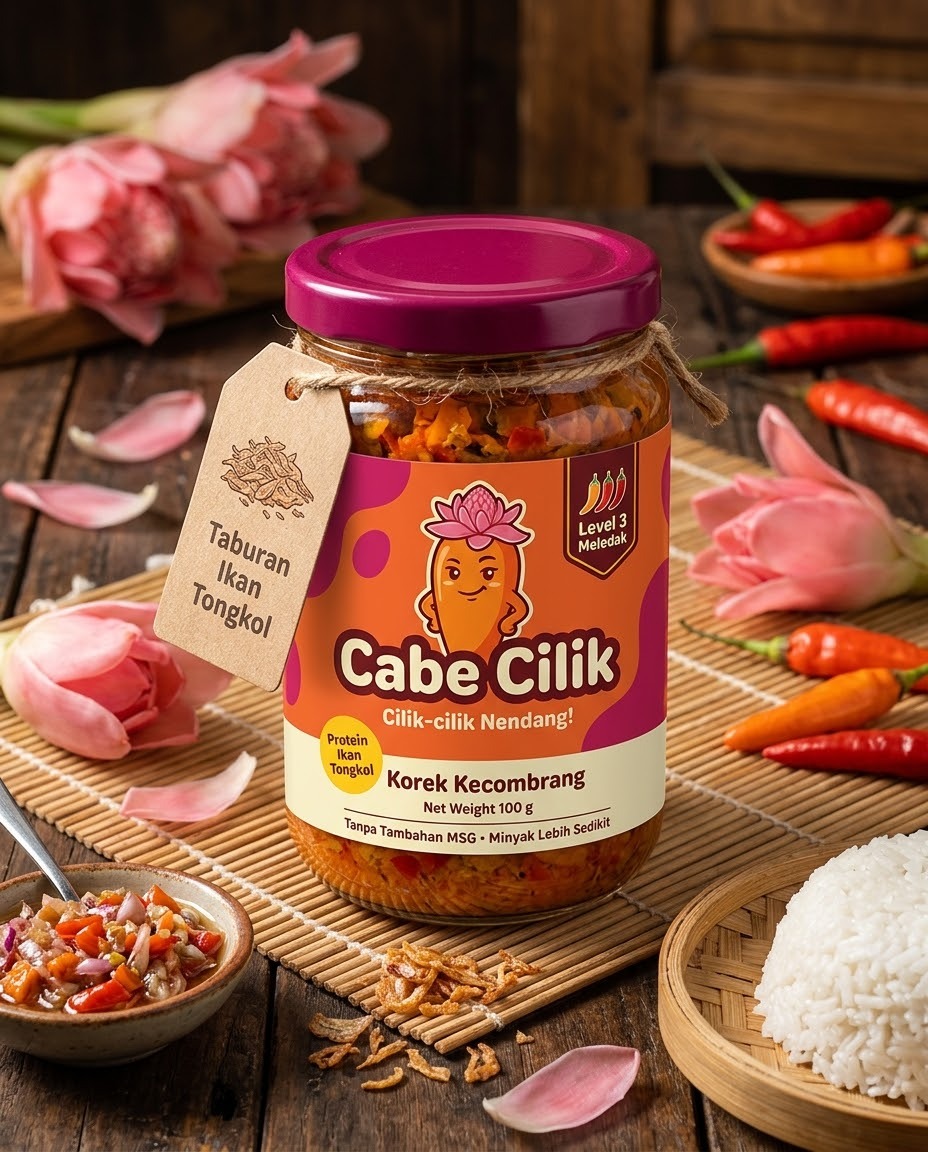 Taburan
Ikan
Tongkol
Level 3
Meledak
Cabe Cilik
Cilik-cilik Nendang!
Protein
Ikan
Tongkol
Korek Kecombrang
Net Weight 100 g
Tanpa Tambahan MSG • Minyak Lebih Sedikit